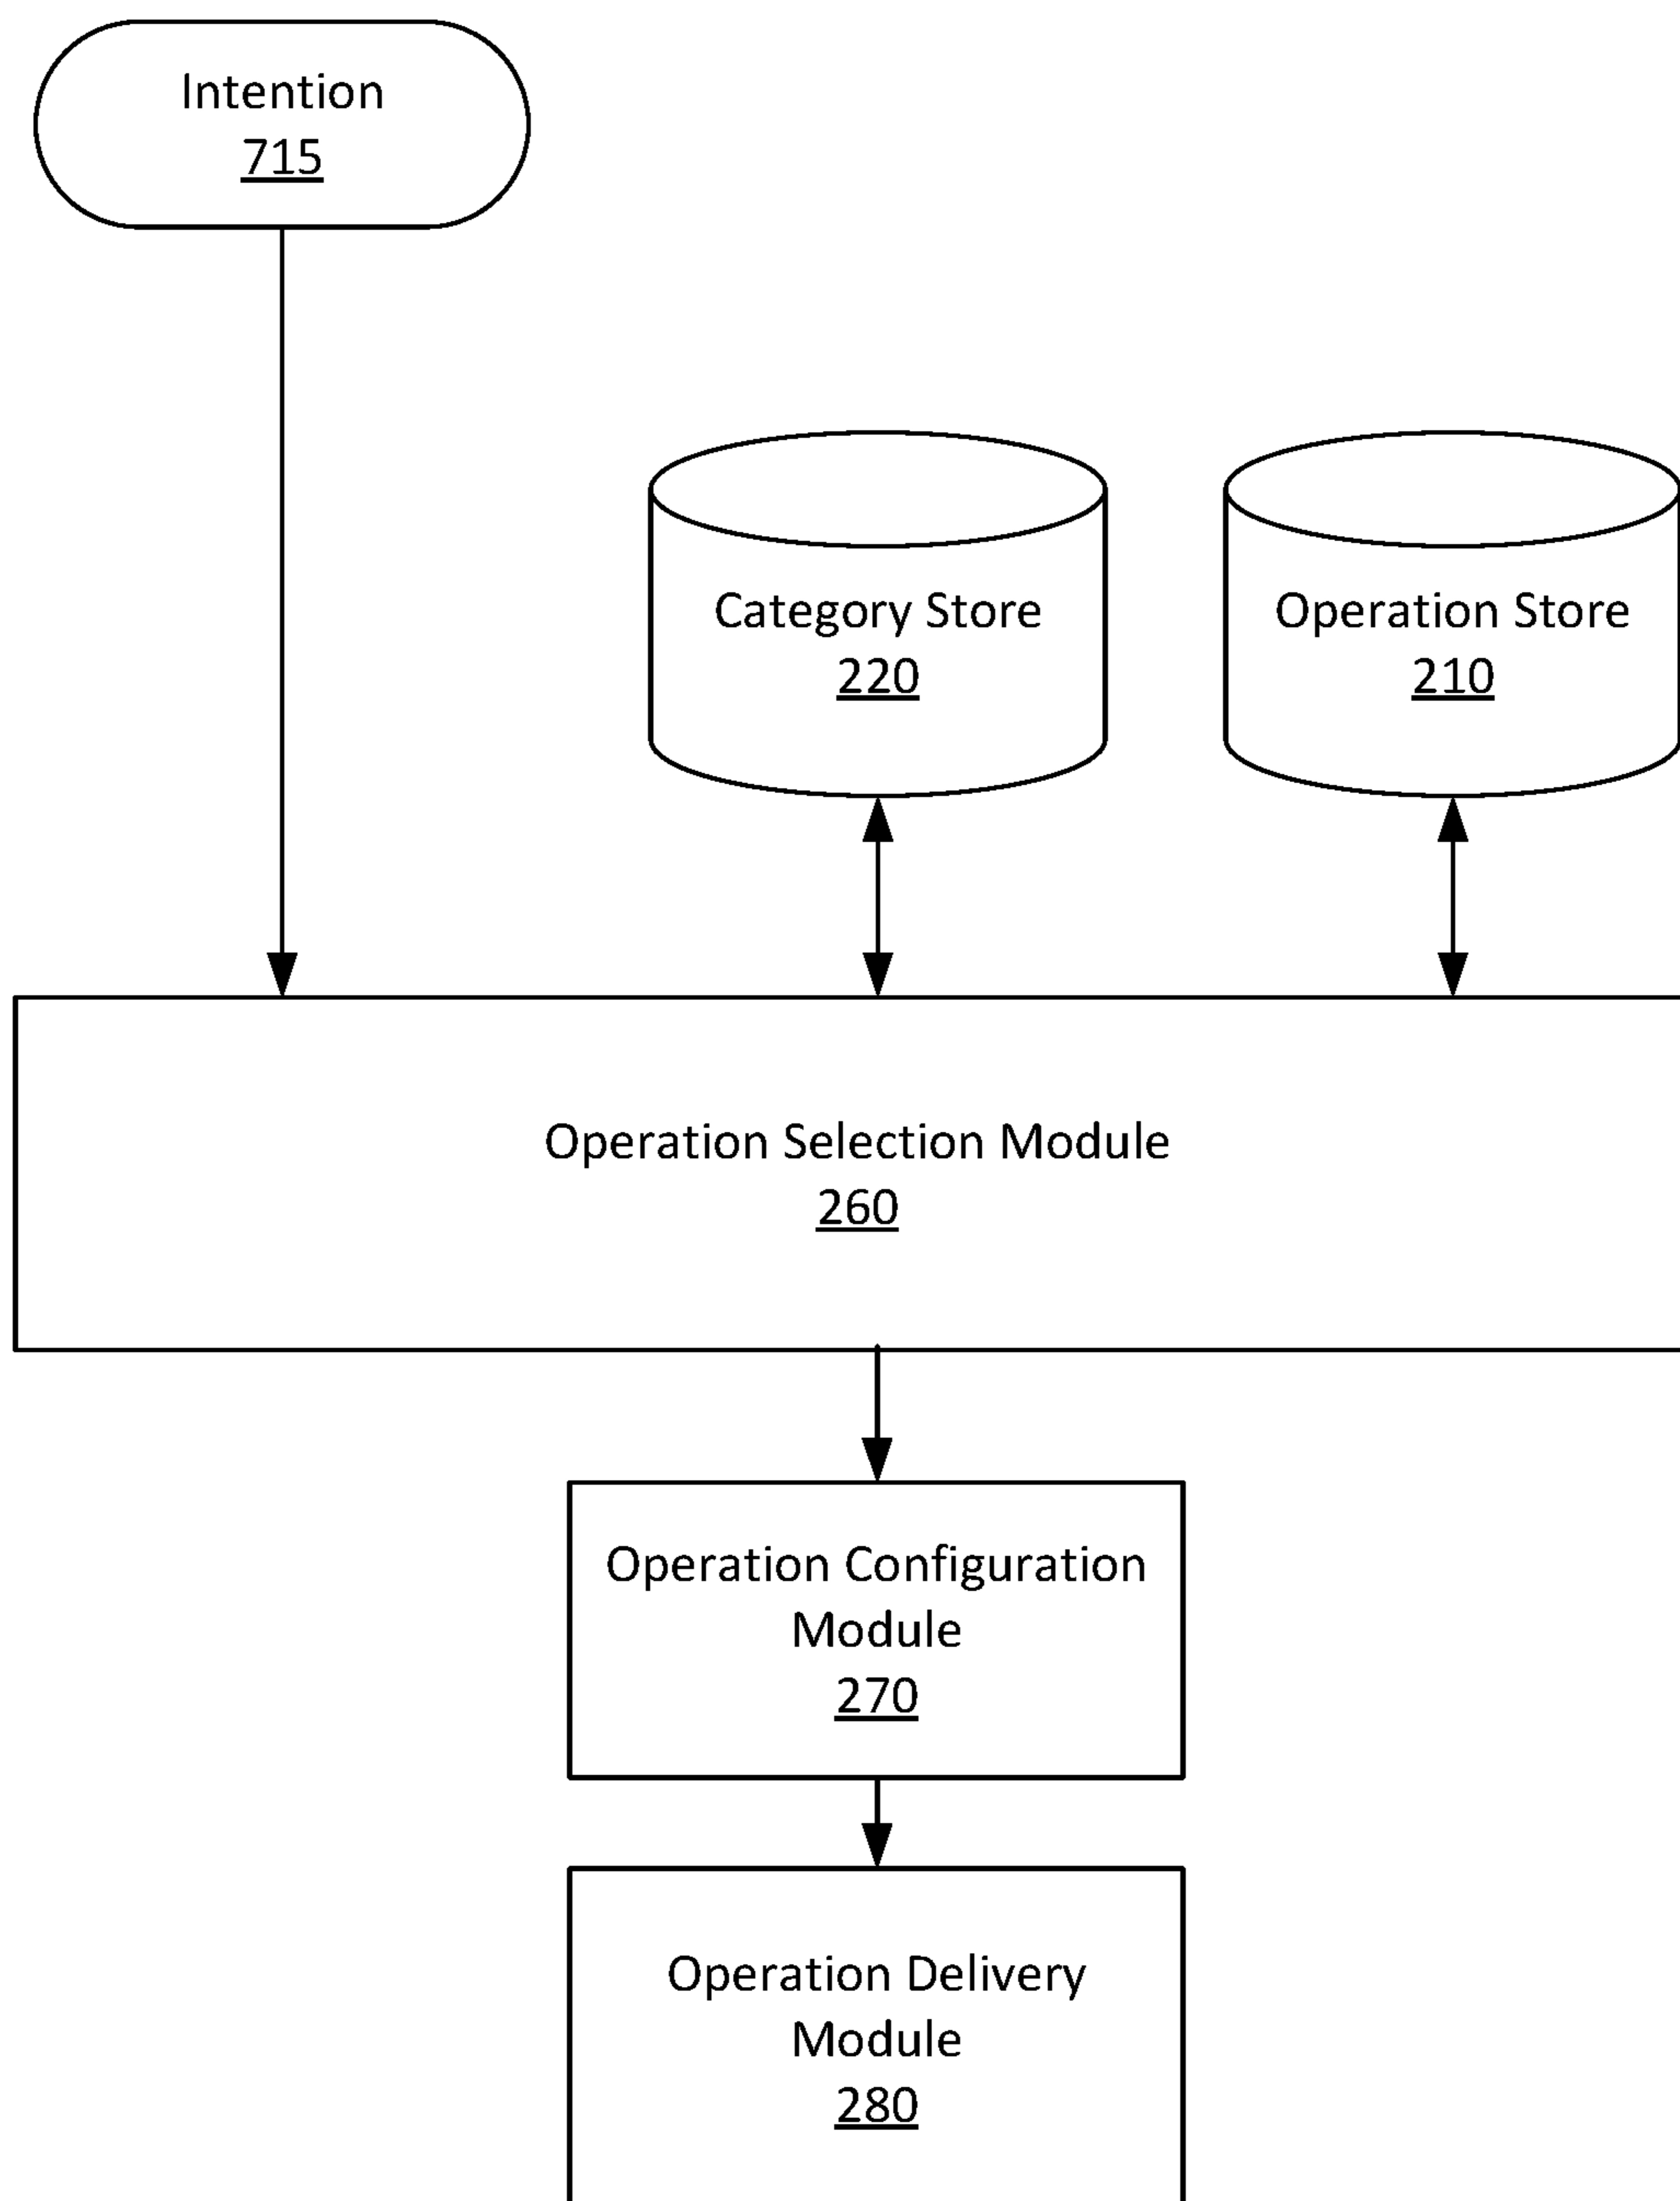 Intention
715
Category Store
220
Operation Store
210
Operation Selection Module
260
Operation Configuration
Module
270
Operation Delivery
Module
280